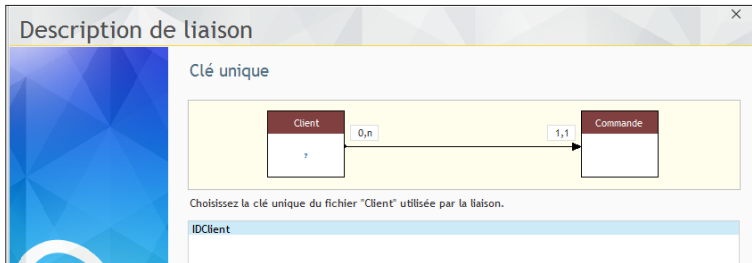 Description de liaison
×
Clé unique
Client
0,n
1,1
Commande
?
Choisissez la clé unique du fichier "Client" utilisée par la liaison.
IDClient